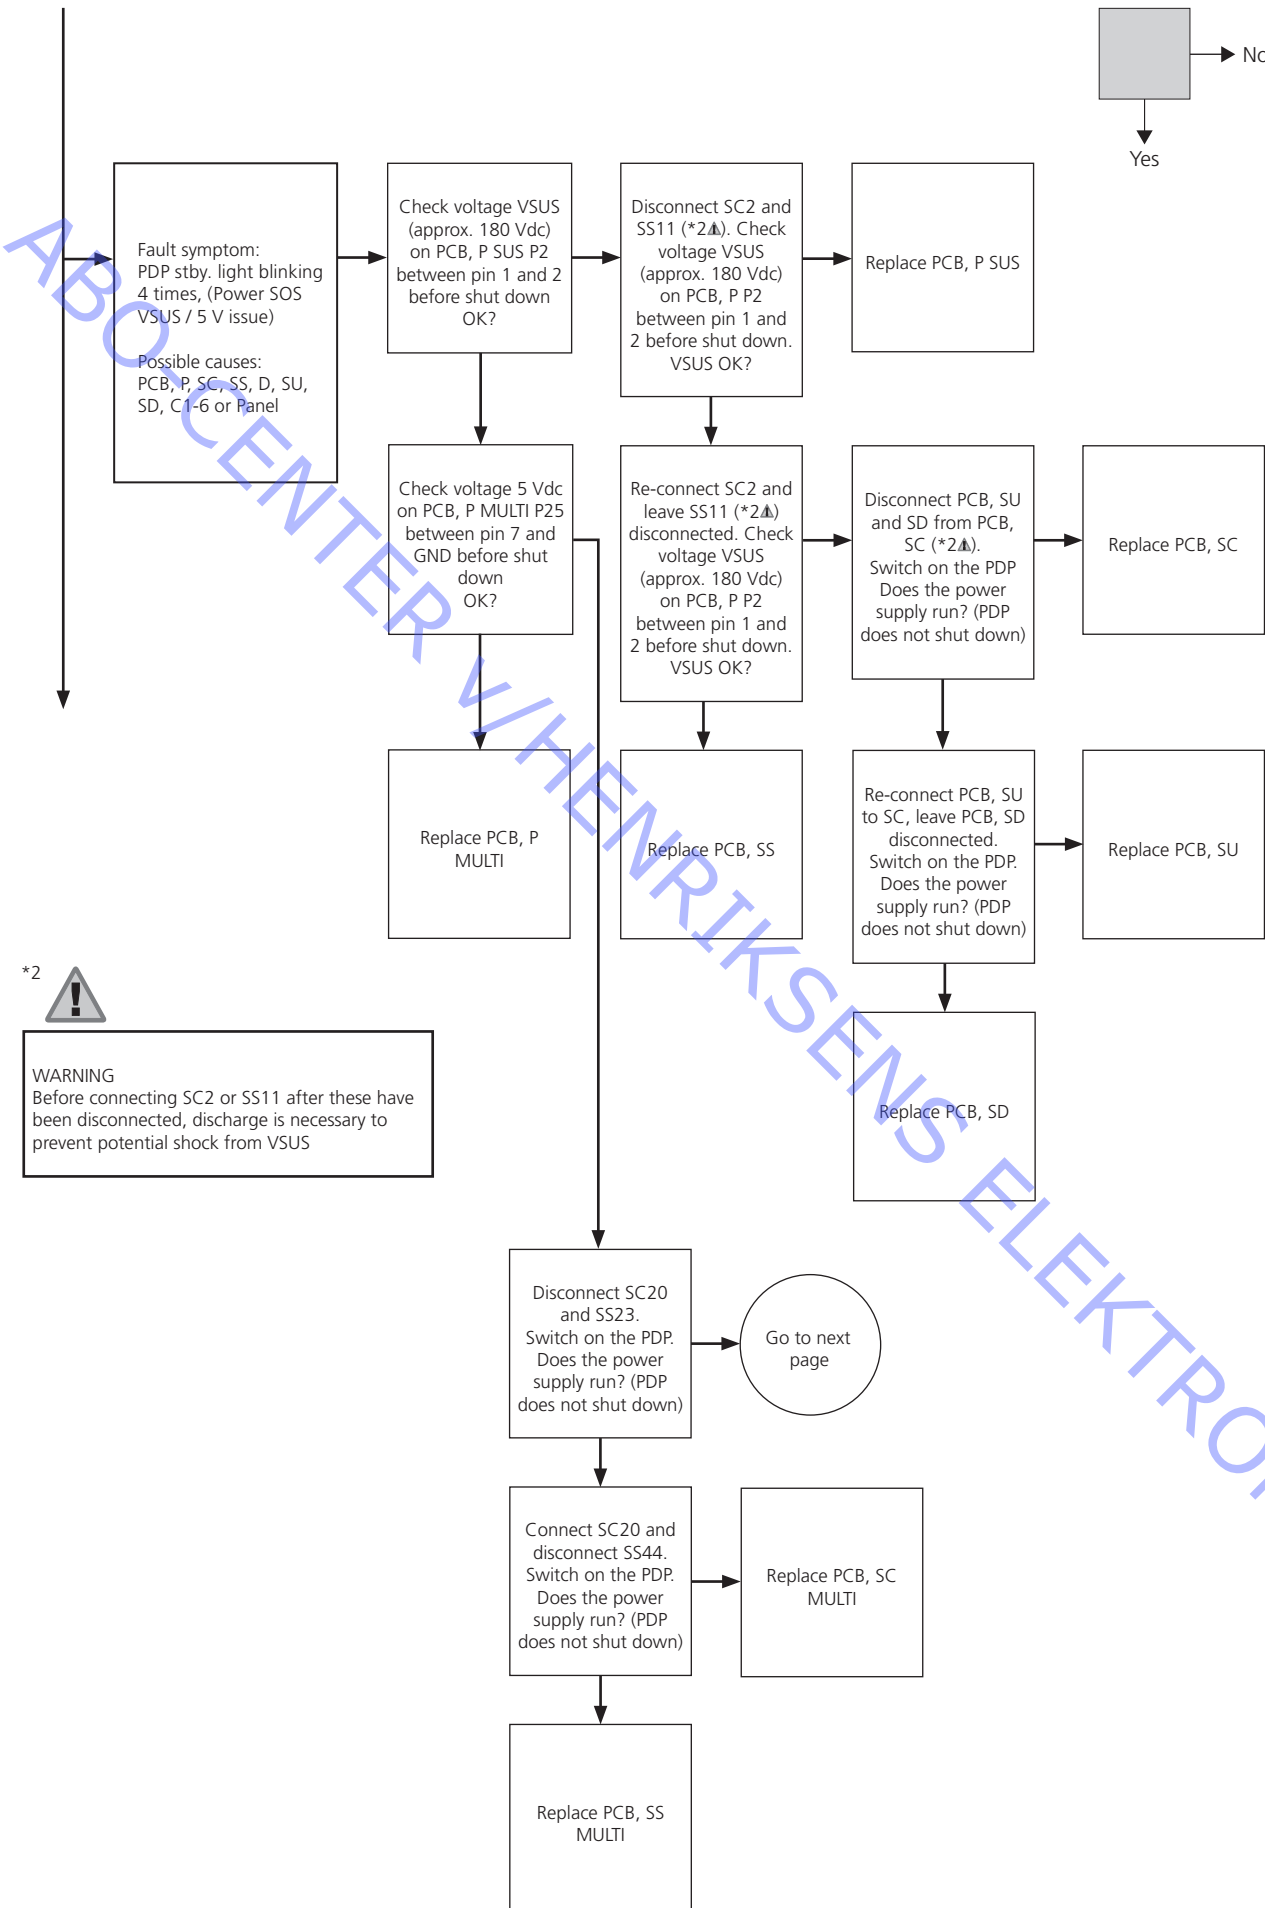 No
Yes
Fault symptom:
PDP stby. light blinking
4 times, (Power SOS
VSUS / 5 V issue)
Possible causes:
PCB, P, SC, SS, D, SU,
SD, C1-6 or Panel
Check voltage VSUS
(approx. 180 Vdc)
on PCB, P SUS P2
between pin 1 and 2
before shut down
OK?
Disconnect SC2 and
SS11 (*2⚠). Check
voltage VSUS
(approx. 180 Vdc)
on PCB, P P2
between pin 1 and
2 before shut down.
VSUS OK?
Replace PCB, P SUS
Check voltage 5 Vdc
on PCB, P MULTI P25
between pin 7 and
GND before shut
down
OK?
Re-connect SC2 and
leave SS11 (*2⚠)
disconnected. Check
voltage VSUS
(approx. 180 Vdc)
on PCB, P P2
between pin 1 and
2 before shut down.
VSUS OK?
Disconnect PCB, SU
and SD from PCB,
SC (*2⚠).
Switch on the PDP
Does the power
supply run? (PDP
does not shut down)
Replace PCB, SC
Replace PCB, P
MULTI
Replace PCB, SS
Re-connect PCB, SU
to SC, leave PCB, SD
disconnected.
Switch on the PDP.
Does the power
supply run? (PDP
does not shut down)
Replace PCB, SU
*2
WARNING
Before connecting SC2 or SS11 after these have
been disconnected, discharge is necessary to
prevent potential shock from VSUS
Replace PCB, SD
Disconnect SC20
and SS23.
Switch on the PDP.
Does the power
supply run? (PDP
does not shut down)
Go to next
page
Connect SC20 and
disconnect SS44.
Switch on the PDP.
Does the power
supply run? (PDP
does not shut down)
Replace PCB, SC
MULTI
Replace PCB, SS
MULTI
ABO-CENTER v/HENRIKSENS ELEKTRO